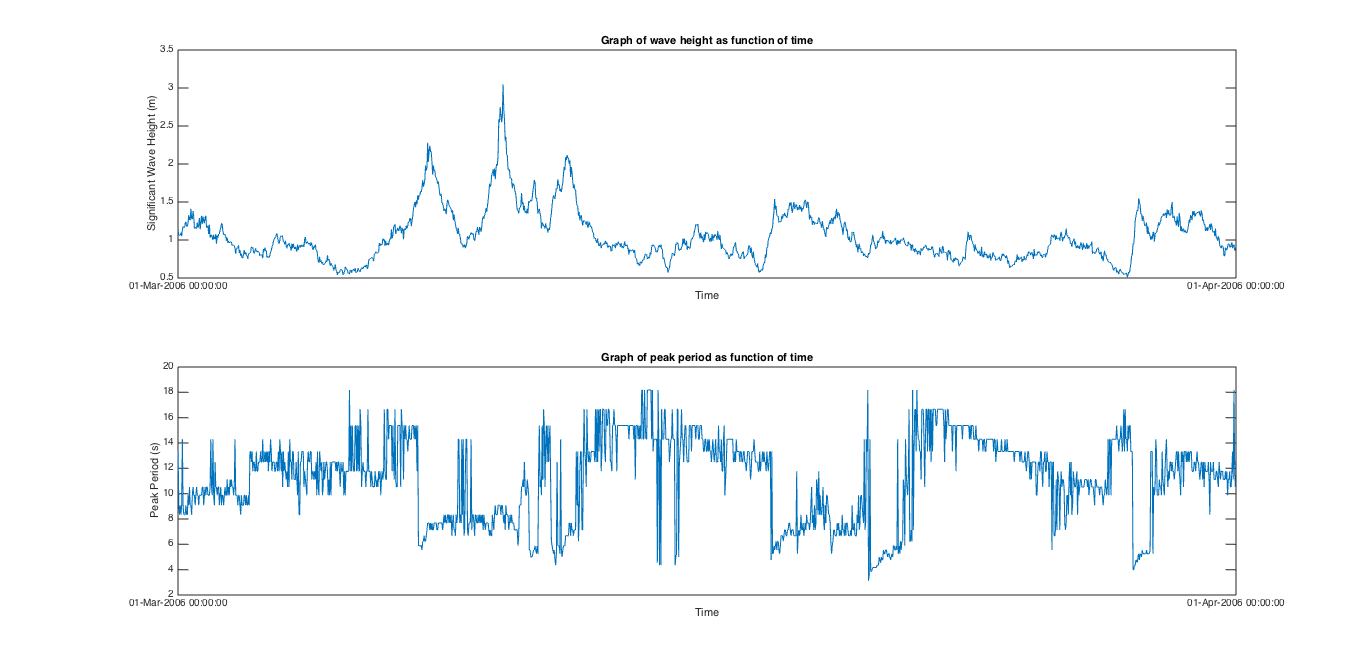 Graph of wave height as function of time
3.5
3
2.5
2
1.5
1
0.5
Significant Wave Height (m)
01-Mar-2006 00:00:00
01-Apr-2006 00:00:00
Time
Graph of peak period as function of time
20
18
16
14
12
10
8
6
4
2
Peak Period (s)
01-Mar-2006 00:00:00
01-Apr-2006 00:00:00
Time